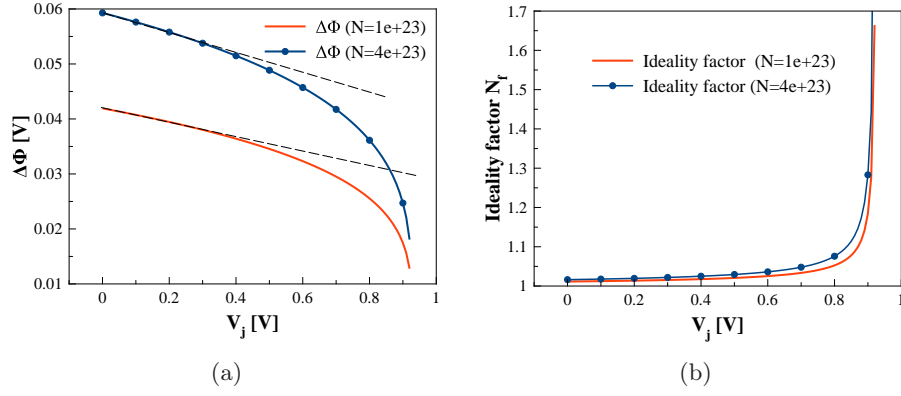 0.06
0.05
0.04
0.03
0.02
0.01
ΔΦ [V]
ΔΦ (N=1e+23)
ΔΦ (N=4e+23)
0 0.2 0.4 0.6 0.8 1
V_j [V]
(a)
1.7
1.6
1.5
1.4
1.3
1.2
1.1
1
Ideality factor N_f
Ideality factor (N=1e+23)
Ideality factor (N=4e+23)
0 0.2 0.4 0.6 0.8 1
V_j [V]
(b)